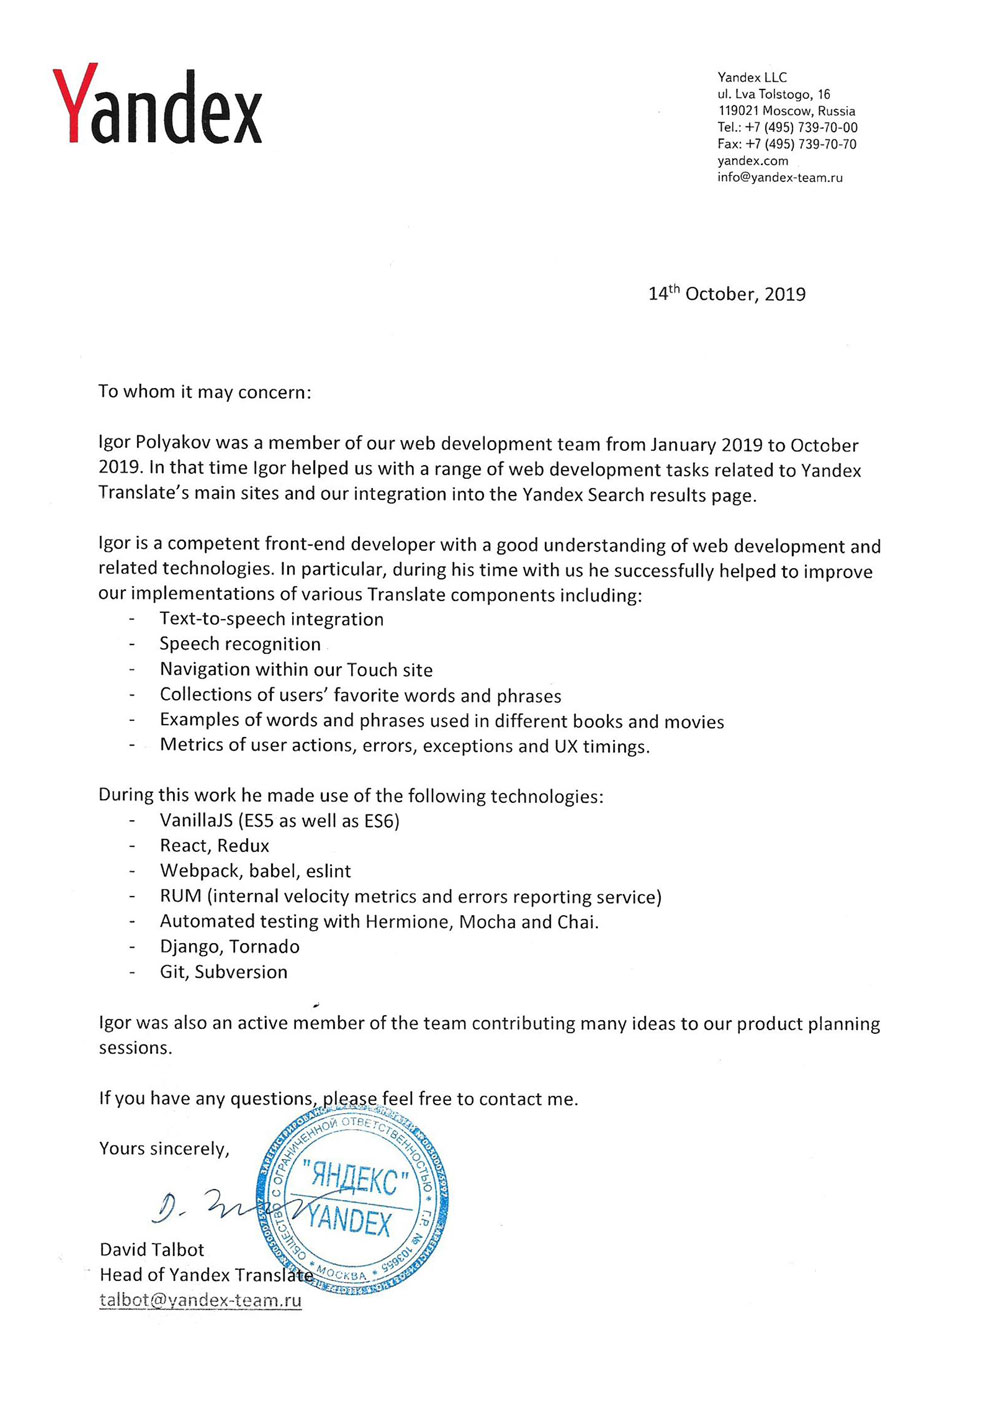 Yandex
Yandex LLC
ul. Lva Tolstogo, 16
119021 Moscow, Russia
Tel.: +7 (495) 739-70-00
Fax: +7 (495) 739-70-70
yandex.com
info@yandex-team.ru
14th October, 2019
To whom it may concern:
Igor Polyakov was a member of our web development team from January 2019 to October
2019. In that time Igor helped us with a range of web development tasks related to Yandex
Translate's main sites and our integration into the Yandex Search results page.
Igor is a competent front-end developer with a good understanding of web development and
related technologies. In particular, during his time with us he successfully helped to improve
our implementations of various Translate components including:
- Text-to-speech integration
- Speech recognition
- Navigation within our Touch site
- Collections of users' favorite words and phrases
- Examples of words and phrases used in different books and movies
- Metrics of user actions, errors, exceptions and UX timings.
During this work he made use of the following technologies:
- VanillaJS (ES5 as well as ES6)
- React, Redux
- Webpack, babel, eslint
- RUM (internal velocity metrics and errors reporting service)
- Automated testing with Hermione, Mocha and Chai.
- Django, Tornado
- Git, Subversion
Igor was also an active member of the team contributing many ideas to our product planning
sessions.
If you have any questions, please feel free to contact me.
Yours sincerely,
ОБЩЕСТВО С ОГРАНИЧЕННОЙ ОТВЕТСТВЕННОСТЬЮ * Г.Р. № 103655 * МОСКВА *
"ЯНДЕКС"
YANDEX
David Talbot
Head of Yandex Translate
talbot@yandex-team.ru